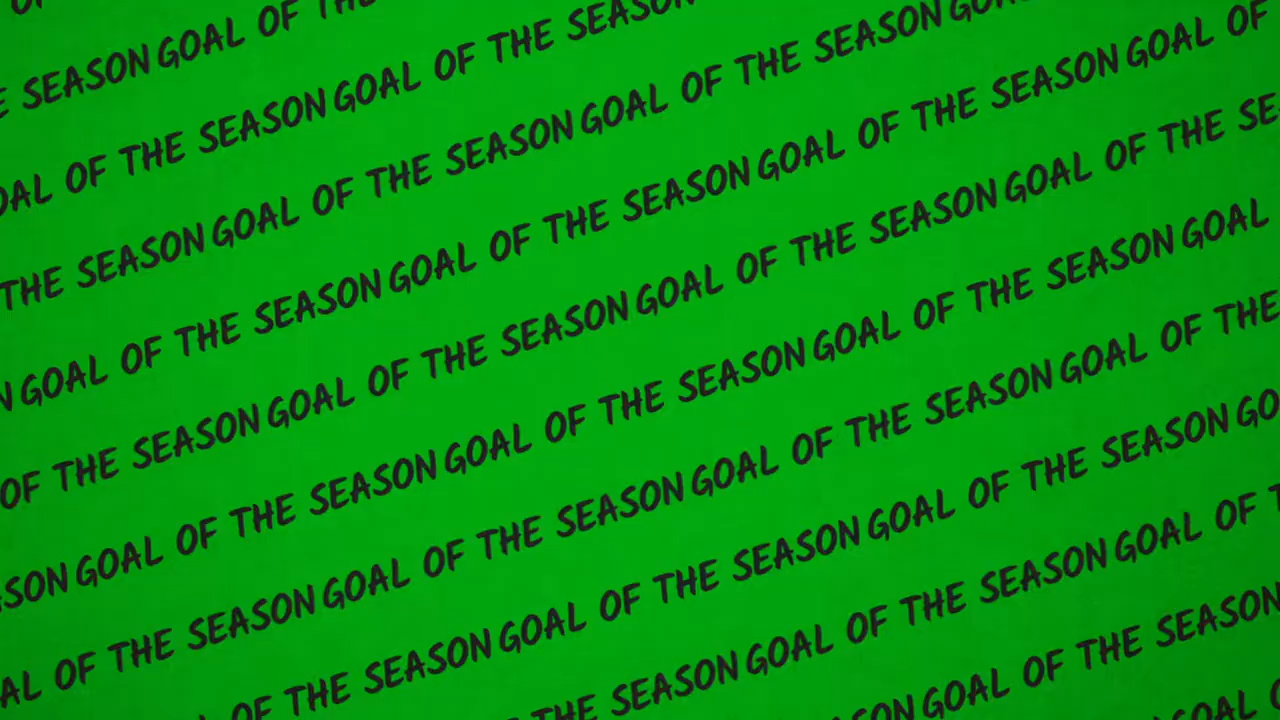 OF
E SEASON GOAL OF THE
OAL OF THE SEASON GOAL OF THE SEASON
THE SEASON GOAL OF THE SEASON GOAL OF THE SEASON GOAL
N GOAL OF THE SEASON GOAL OF THE SEASON GOAL OF THE SEASON GOAL OF
OF THE SEASON GOAL OF THE SEASON GOAL OF THE SEASON GOAL OF THE SE
SON GOAL OF THE SEASON GOAL OF THE SEASON GOAL OF THE SEASON GOAL
AL OF THE SEASON GOAL OF THE SEASON GOAL OF THE SEASON GOAL OF THE
OF THE SEASON GOAL OF THE SEASON GOAL OF THE SEASON GO
THE SEASON GOAL OF THE SEASON GOAL OF T
SON GOAL OF THE SEASON
GOAL